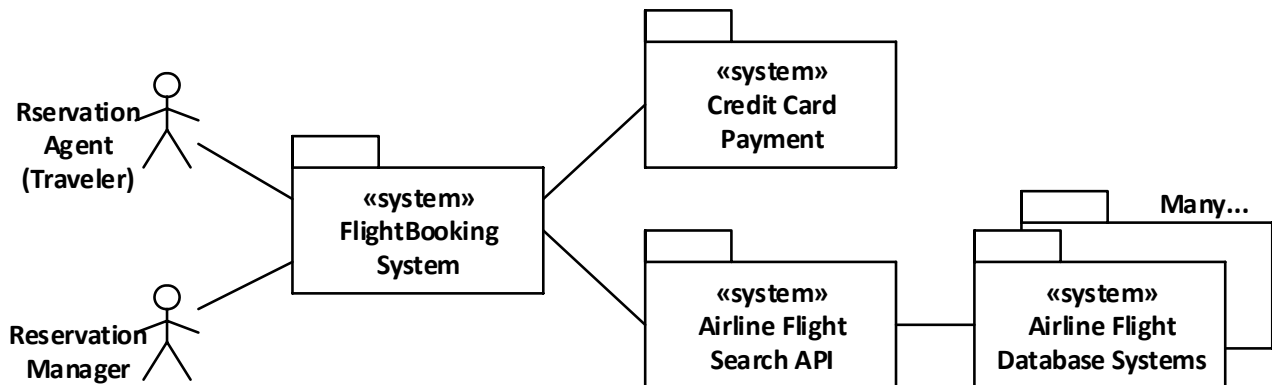 Rservation
Agent
(Traveler)
Reservation
Manager
«system»
FlightBooking
System
«system»
Credit Card
Payment
«system»
Airline Flight
Search API
Many...
«system»
Airline Flight
Database Systems